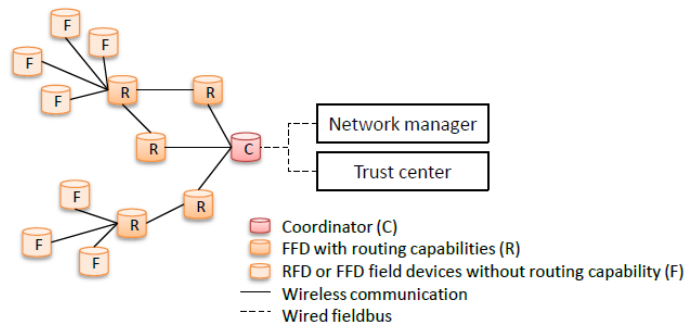 F
F
F
F
R
R
R
C
Network manager
Trust center
F
F
F
R
R
Coordinator (C)
FFD with routing capabilities (R)
RFD or FFD field devices without routing capability (F)
Wireless communication
Wired fieldbus